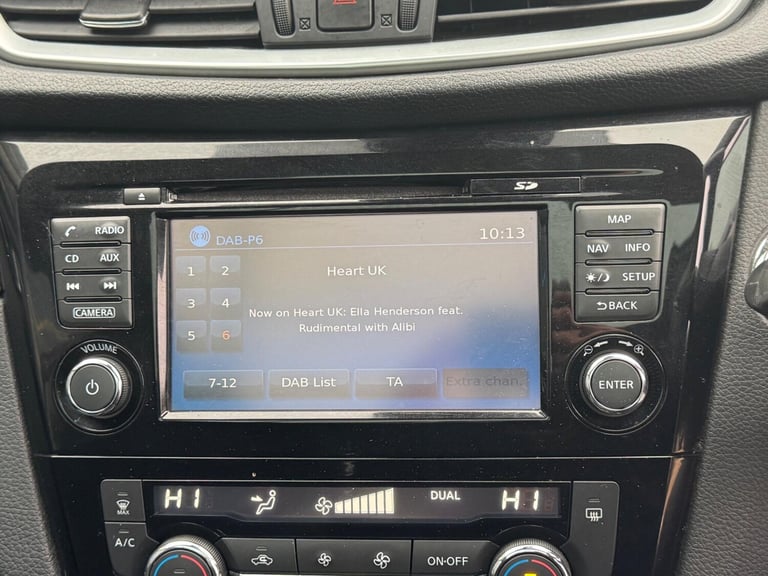 SD
RADIO
CD AUX
CAMERA
VOLUME
DAB-P6 10:13
1 2
Heart UK
3 4
Now on Heart UK: Ella Henderson feat.
Rudimental with Alibi
5 6
7-12 DAB List TA Extra chan.
MAP
NAV INFO
SETUP
BACK
ENTER
HI DUAL HI
MAX
A/C
ON·OFF